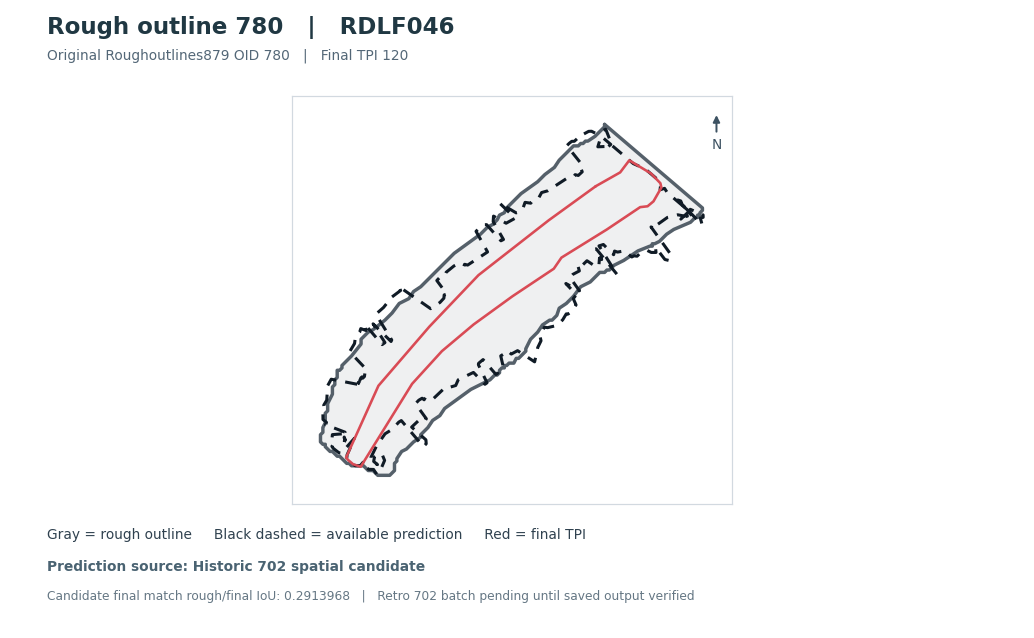 Rough outline 780   |   RDLF046
Original Roughoutlines879 OID 780   |   Final TPI 120
N
Gray = rough outline     Black dashed = available prediction     Red = final TPI
Prediction source: Historic 702 spatial candidate
Candidate final match rough/final IoU: 0.2913968   |   Retro 702 batch pending until saved output verified